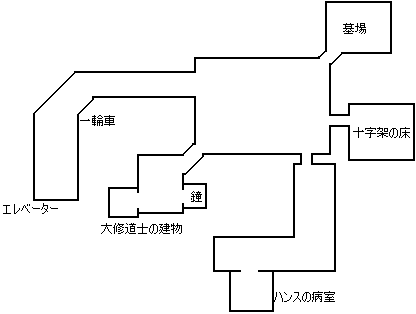 墓場
一輪車
十字架の床
エレベーター
鐘
大修道士の建物
ハンスの病室